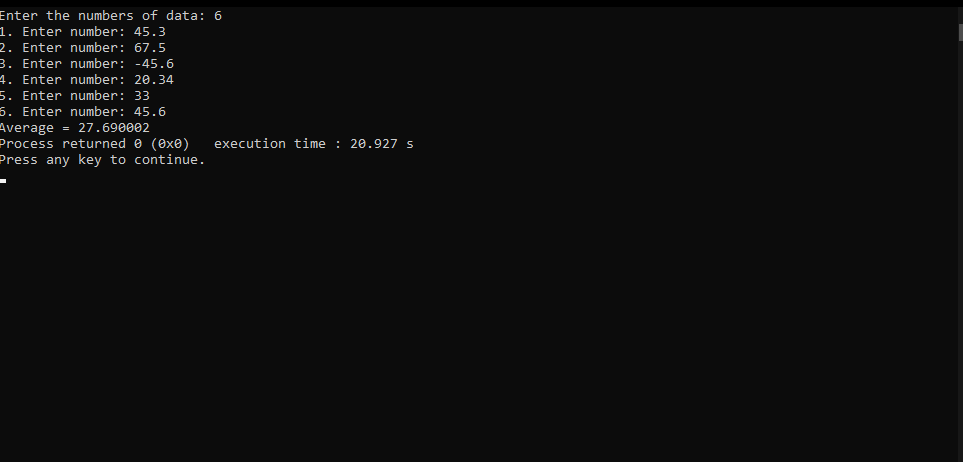 Enter the numbers of data: 6
1. Enter number: 45.3
2. Enter number: 67.5
3. Enter number: -45.6
4. Enter number: 20.34
5. Enter number: 33
6. Enter number: 45.6
Average = 27.690002
Process returned 0 (0x0)   execution time : 20.927 s
Press any key to continue.